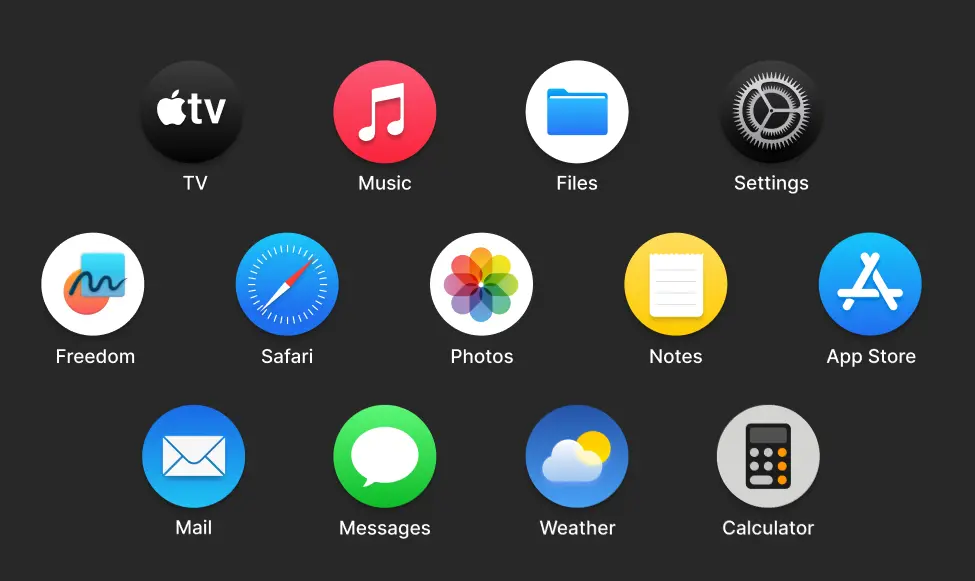 tv
TV
Music
Files
Settings
Freedom
Safari
Photos
Notes
App Store
Mail
Messages
Weather
Calculator